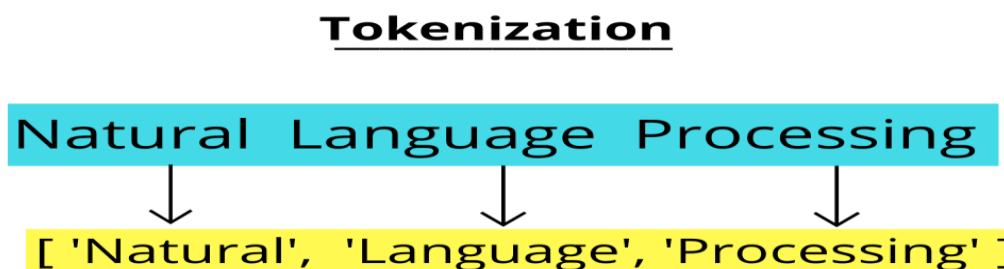 Tokenization
Natural Language Processing
[ 'Natural', 'Language', 'Processing' ]